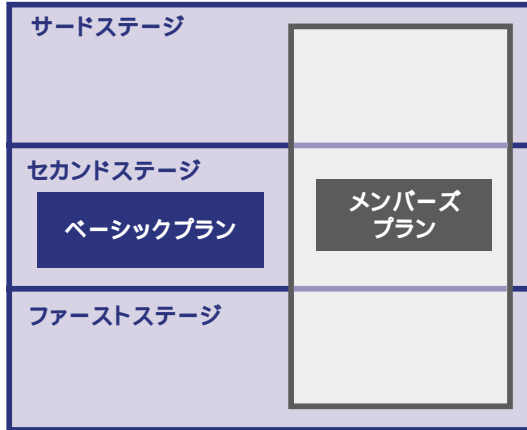 サードステージ
セカンドステージ
ベーシックプラン
メンバーズ
プラン
ファーストステージ